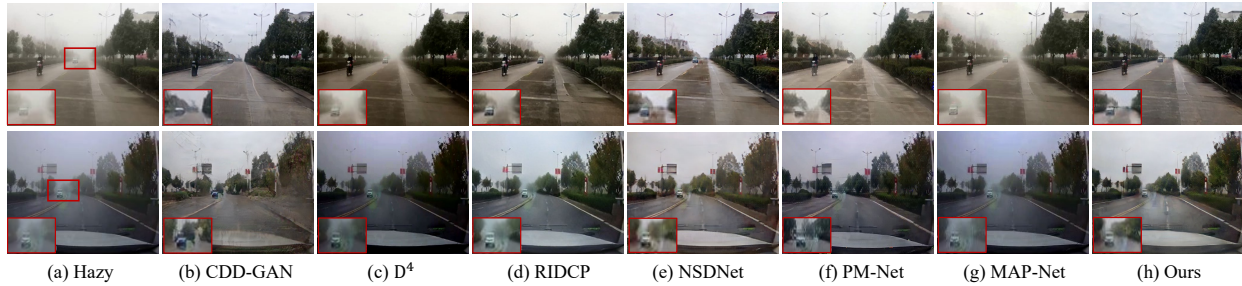 (a) Hazy (b) CDD-GAN (c) D⁴ (d) RIDCP (e) NSDNet (f) PM-Net (g) MAP-Net (h) Ours